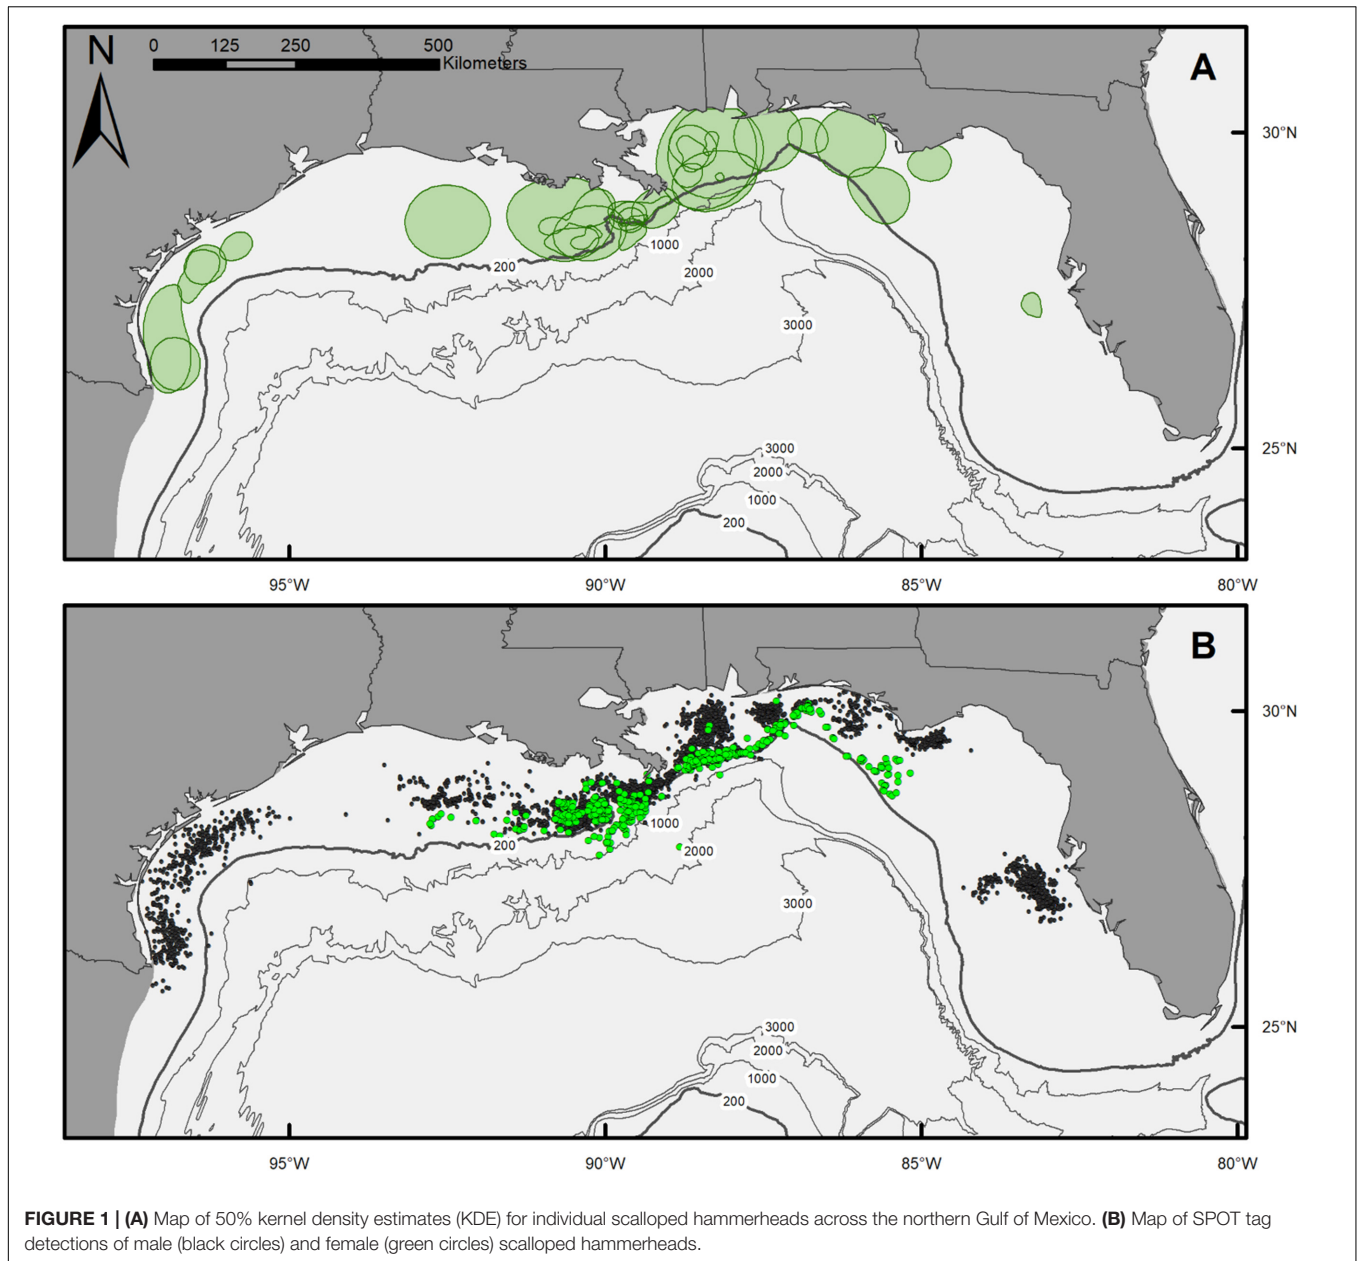 N
0 125 250 500
Kilometers
A
30°N
200
1000
2000
3000
25°N
3000
2000
1000
200
95°W 90°W 85°W 80°W
B
30°N
200
1000
2000
3000
25°N
3000
2000
1000
200
95°W 90°W 85°W 80°W
FIGURE 1 | (A) Map of 50% kernel density estimates (KDE) for individual scalloped hammerheads across the northern Gulf of Mexico. (B) Map of SPOT tag
detections of male (black circles) and female (green circles) scalloped hammerheads.